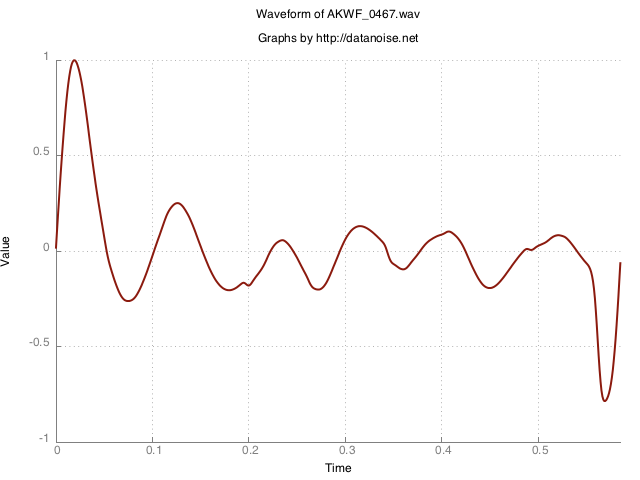 Waveform of AKWF_0467.wav
Graphs by http://datanoise.net
1
0.5
0
-0.5
-1
Value
0 0.1 0.2 0.3 0.4 0.5
Time